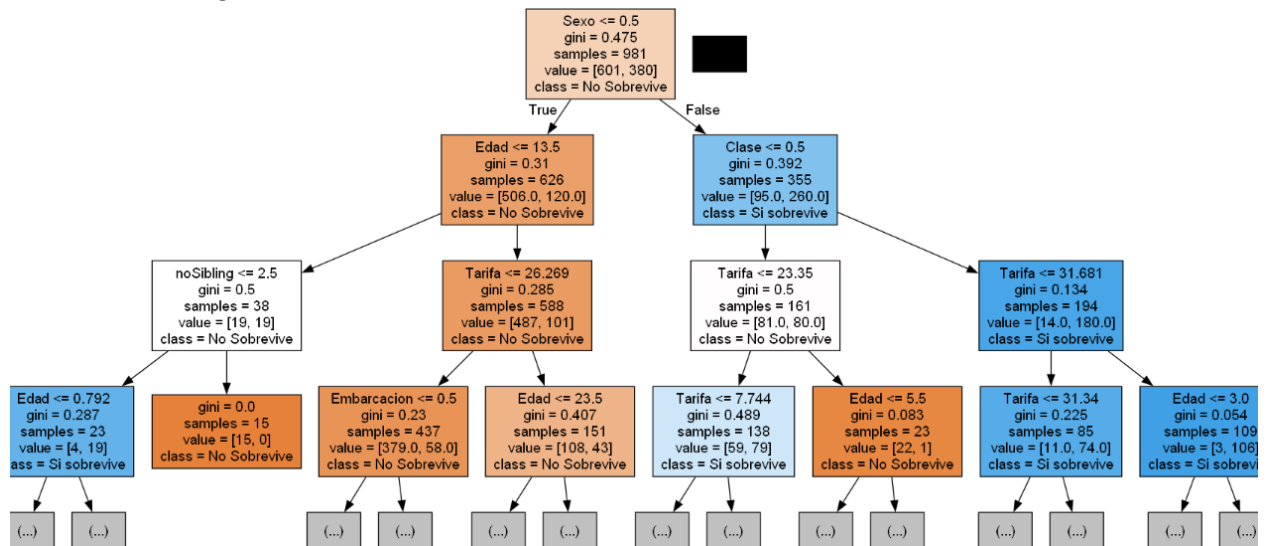 Sexo <= 0.5
gini = 0.475
samples = 981
value = [601, 380]
class = No Sobrevive
True
False
Edad <= 13.5
gini = 0.31
samples = 626
value = [506.0, 120.0]
class = No Sobrevive
Clase <= 0.5
gini = 0.392
samples = 355
value = [95.0, 260.0]
class = Si sobrevive
noSibling <= 2.5
gini = 0.5
samples = 38
value = [19, 19]
class = No Sobrevive
Tarifa <= 26.269
gini = 0.285
samples = 588
value = [487, 101]
class = No Sobrevive
Tarifa <= 23.35
gini = 0.5
samples = 161
value = [81.0, 80.0]
class = No Sobrevive
Tarifa <= 31.681
gini = 0.134
samples = 194
value = [14.0, 180.0]
class = Si sobrevive
Edad <= 0.792
gini = 0.287
samples = 23
value = [4, 19]
ass = Si sobrevive
gini = 0.0
samples = 15
value = [15, 0]
class = No Sobrevive
Embarcacion <= 0.5
gini = 0.23
samples = 437
value = [379.0, 58.0]
class = No Sobrevive
Edad <= 23.5
gini = 0.407
samples = 151
value = [108, 43]
class = No Sobrevive
Tarifa <= 7.744
gini = 0.489
samples = 138
value = [59, 79]
class = Si sobrevive
Edad <= 5.5
gini = 0.083
samples = 23
value = [22, 1]
class = No Sobrevive
Tarifa <= 31.34
gini = 0.225
samples = 85
value = [11.0, 74.0]
class = Si sobrevive
Edad <= 3.0
gini = 0.054
samples = 109
value = [3, 106]
class = Si sobreviv
(...)
(...)
(...)
(...)
(...)
(...)
(...)
(...)
(...)
(...)
(...)
(...)
(...)
(...)